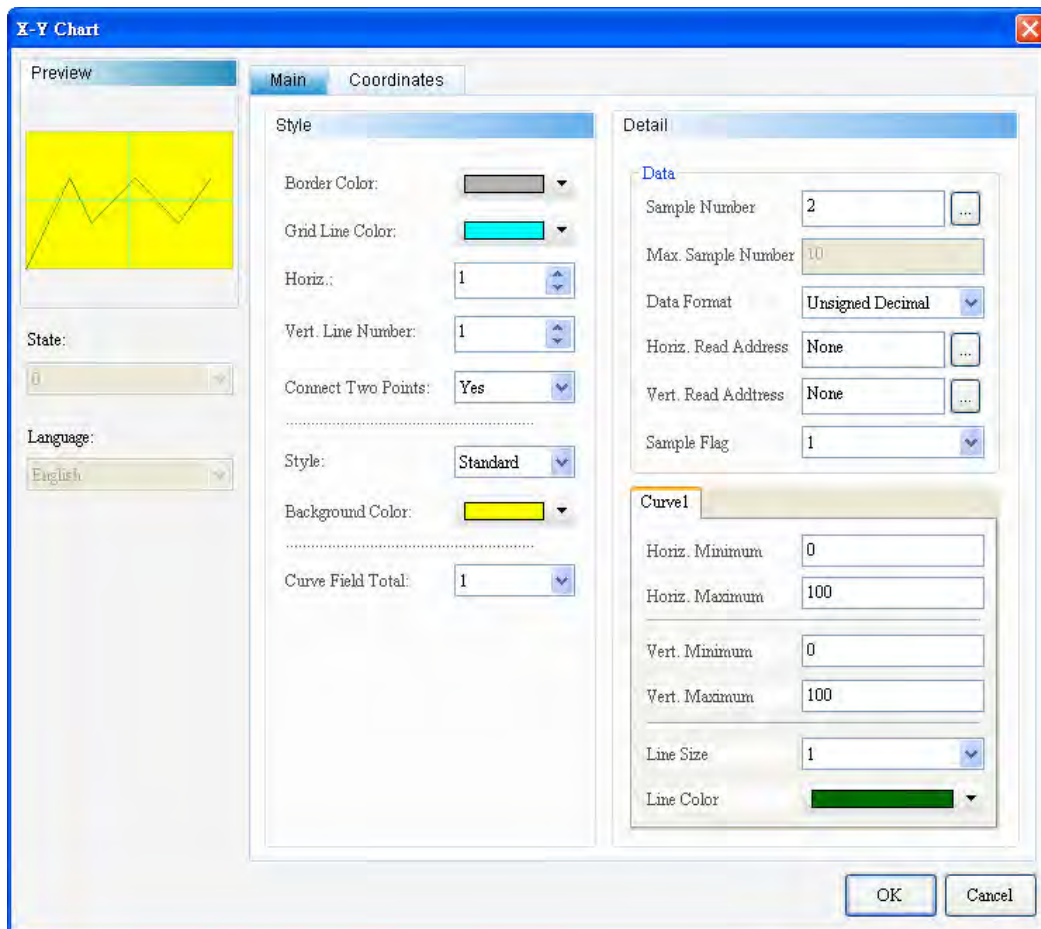 X-Y Chart
Preview
State:
0
Language:
English
Main
Coordinates
Style
Border Color:
Grid Line Color:
Horiz.:
1
Vert. Line Number:
1
Connect Two Points:
Yes
Style:
Standard
Background Color:
Curve Field Total:
1
Detail
Data
Sample Number
2
...
Max. Sample Number
10
Data Format
Unsigned Decimal
Horiz. Read Address
None
...
Vert. Read Addtress
None
...
Sample Flag
1
Curve1
Horiz. Minimum
0
Horiz. Maximum
100
Vert. Minimum
0
Vert. Maximum
100
Line Size
1
Line Color
OK
Cancel